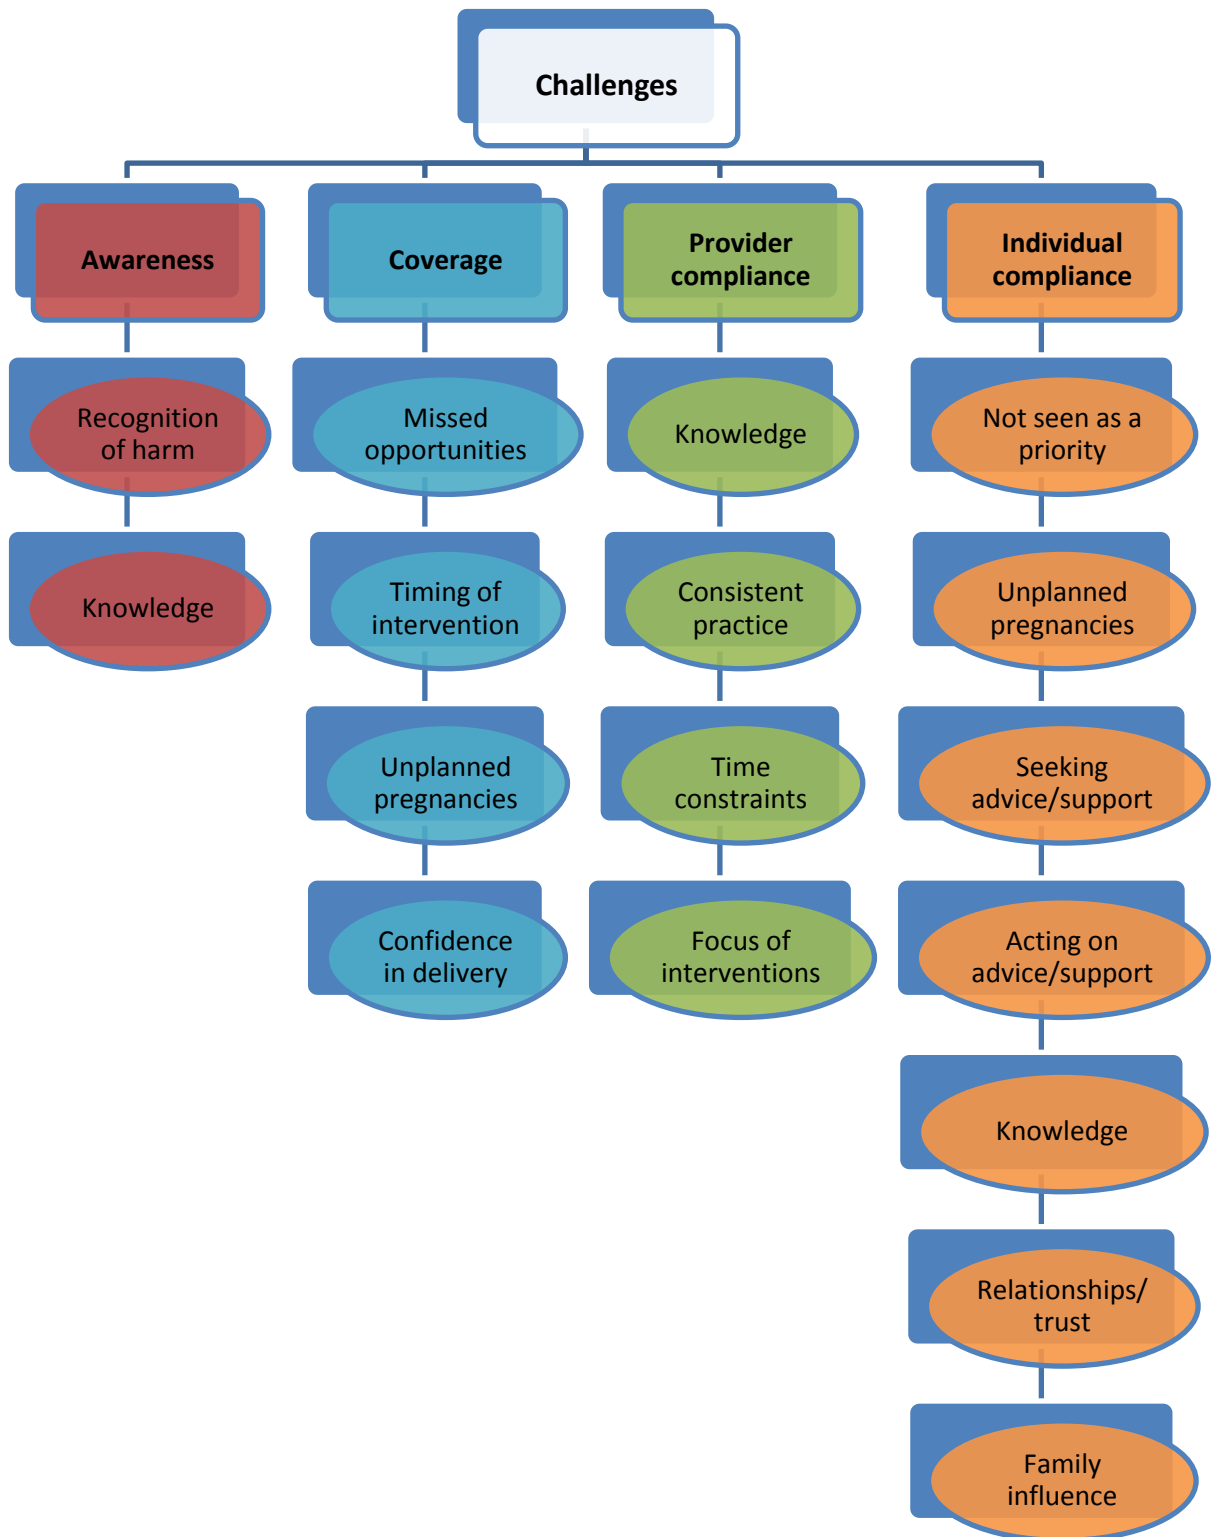 Challenges
Awareness
Recognition
of harm
Knowledge
Coverage
Missed
opportunities
Timing of
intervention
Unplanned
pregnancies
Confidence
in delivery
Provider
compliance
Knowledge
Consistent
practice
Time
constraints
Focus of
interventions
Individual
compliance
Not seen as a
priority
Unplanned
pregnancies
Seeking
advice/support
Acting on
advice/support
Knowledge
Relationships/
trust
Family
influence